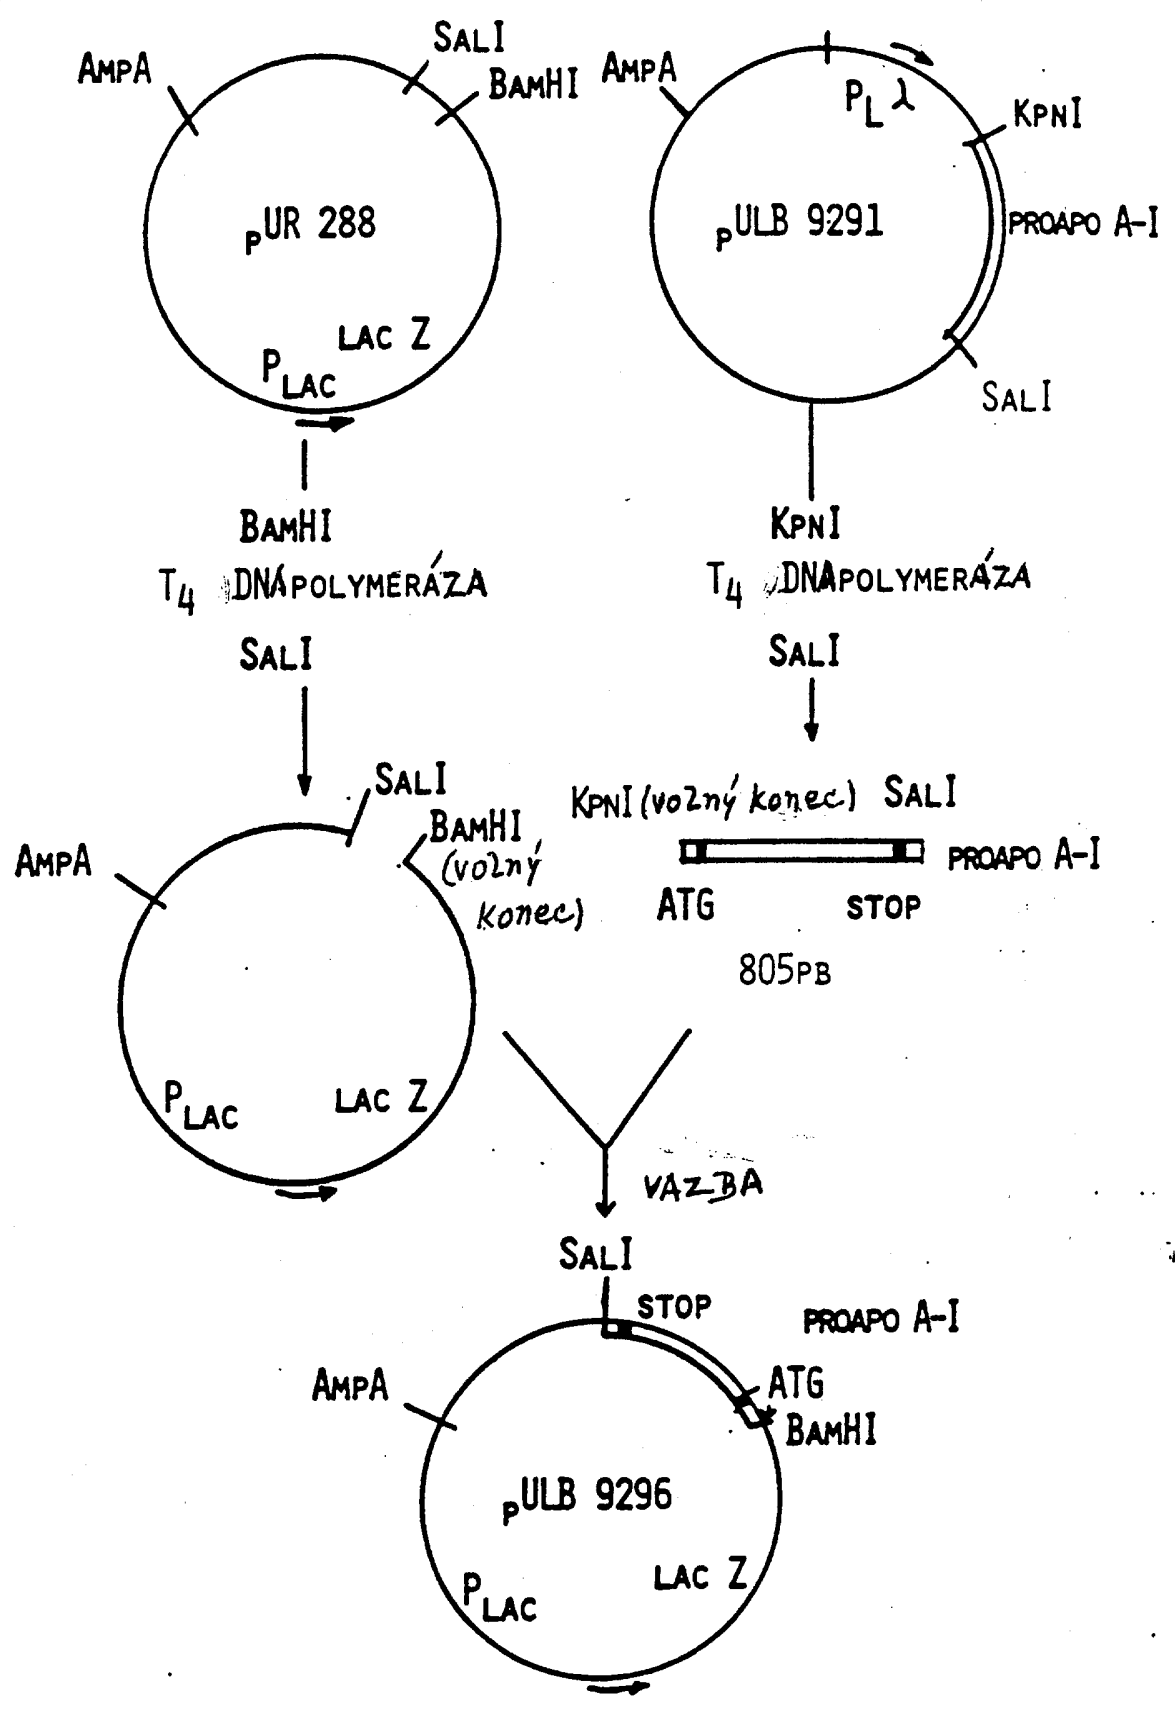 AMPA
SALI
BAMHI
PUR 288
LAC Z
PLAC
AMPA
PL λ
KPNI
PULB 9291
PROAPO A-I
SALI
BAMHI
T4 DNAPOLYMERÁZA
SALI
KPNI
T4 DNAPOLYMERÁZA
SALI
SALI
BAMHI
(volný
konec)
AMPA
PLAC
LAC Z
KPNI (volný konec) SALI
PROAPO A-I
ATG STOP
805PB
VAZBA
SALI
STOP
PROAPO A-I
ATG
BAMHI
AMPA
PULB 9296
LAC Z
PLAC